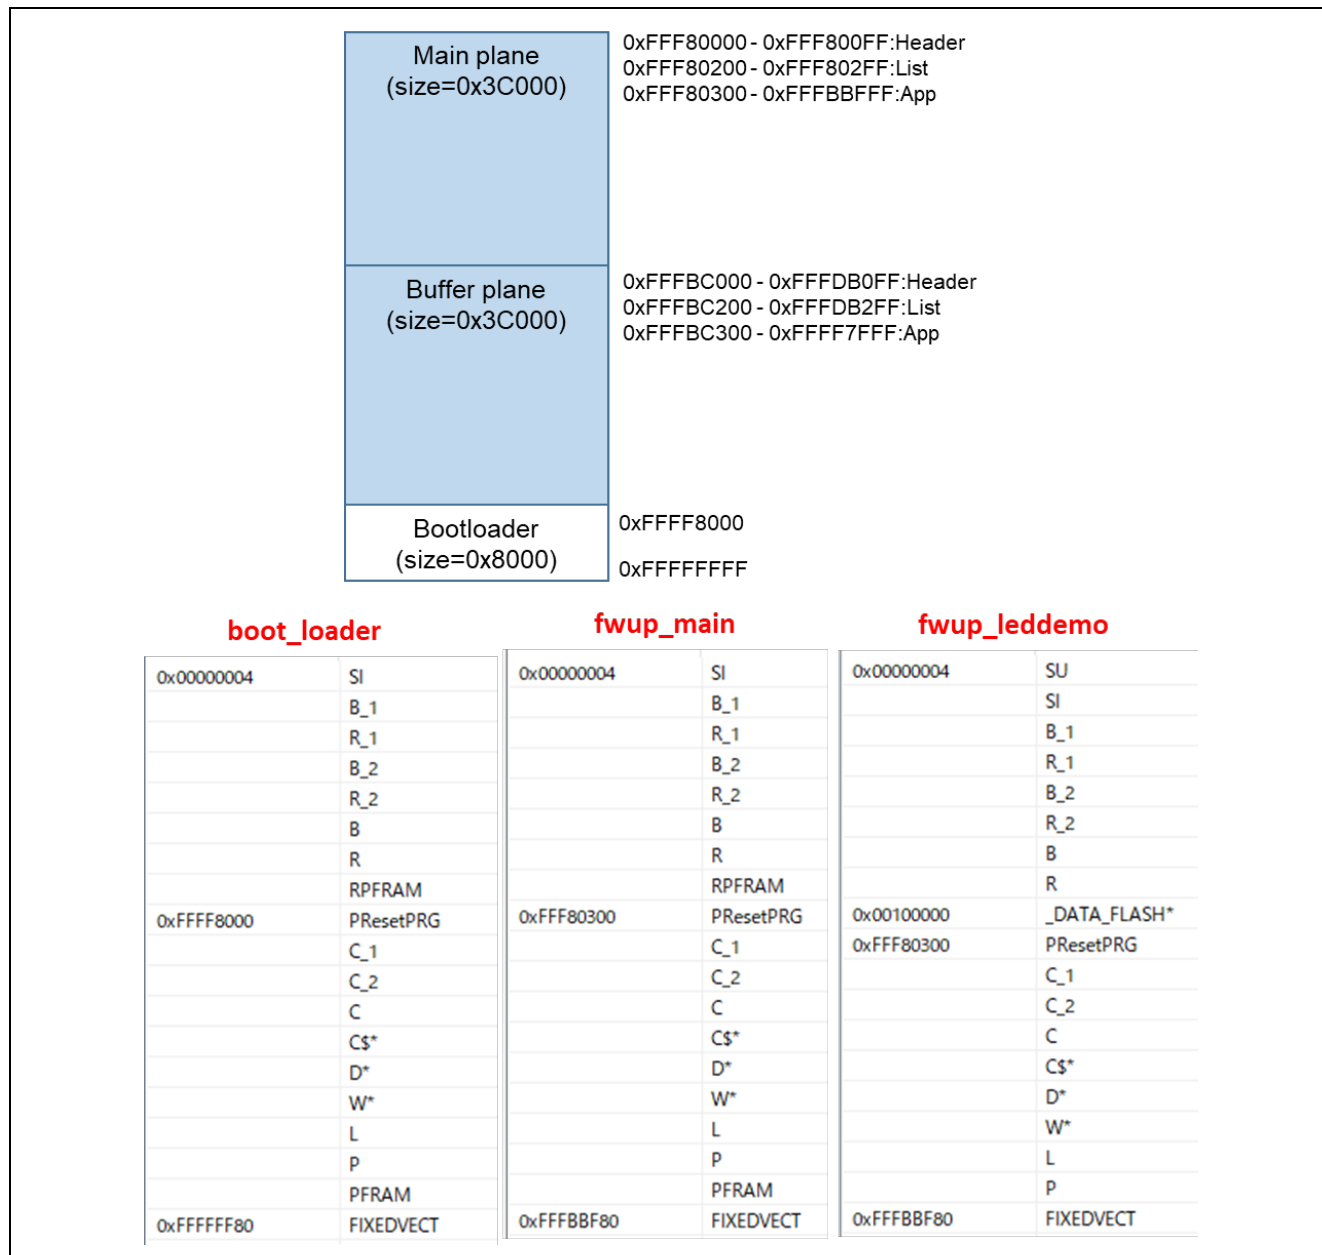 Main plane
(size=0x3C000)
0xFFF80000 - 0xFFF800FF:Header
0xFFF80200 - 0xFFF802FF:List
0xFFF80300 - 0xFFFBBFFF:App
Buffer plane
(size=0x3C000)
0xFFFBC000 - 0xFFFDB0FF:Header
0xFFFBC200 - 0xFFFDB2FF:List
0xFFFBC300 - 0xFFFF7FFF:App
Bootloader
(size=0x8000)
0xFFFF8000
0xFFFFFFFF
boot_loader
0x00000004 SI
B_1
R_1
B_2
R_2
B
R
RPFRAM
0xFFFF8000 PResetPRG
C_1
C_2
C
C$*
D*
W*
L
P
PFRAM
0xFFFFFF80 FIXEDVECT
fwup_main
0x00000004 SI
B_1
R_1
B_2
R_2
B
R
RPFRAM
0xFFF80300 PResetPRG
C_1
C_2
C
C$*
D*
W*
L
P
PFRAM
0xFFFBBF80 FIXEDVECT
fwup_leddemo
0x00000004 SU
SI
B_1
R_1
B_2
R_2
B
R
0x00100000 _DATA_FLASH*
0xFFF80300 PResetPRG
C_1
C_2
C
C$*
D*
W*
L
P
0xFFFBBF80 FIXEDVECT